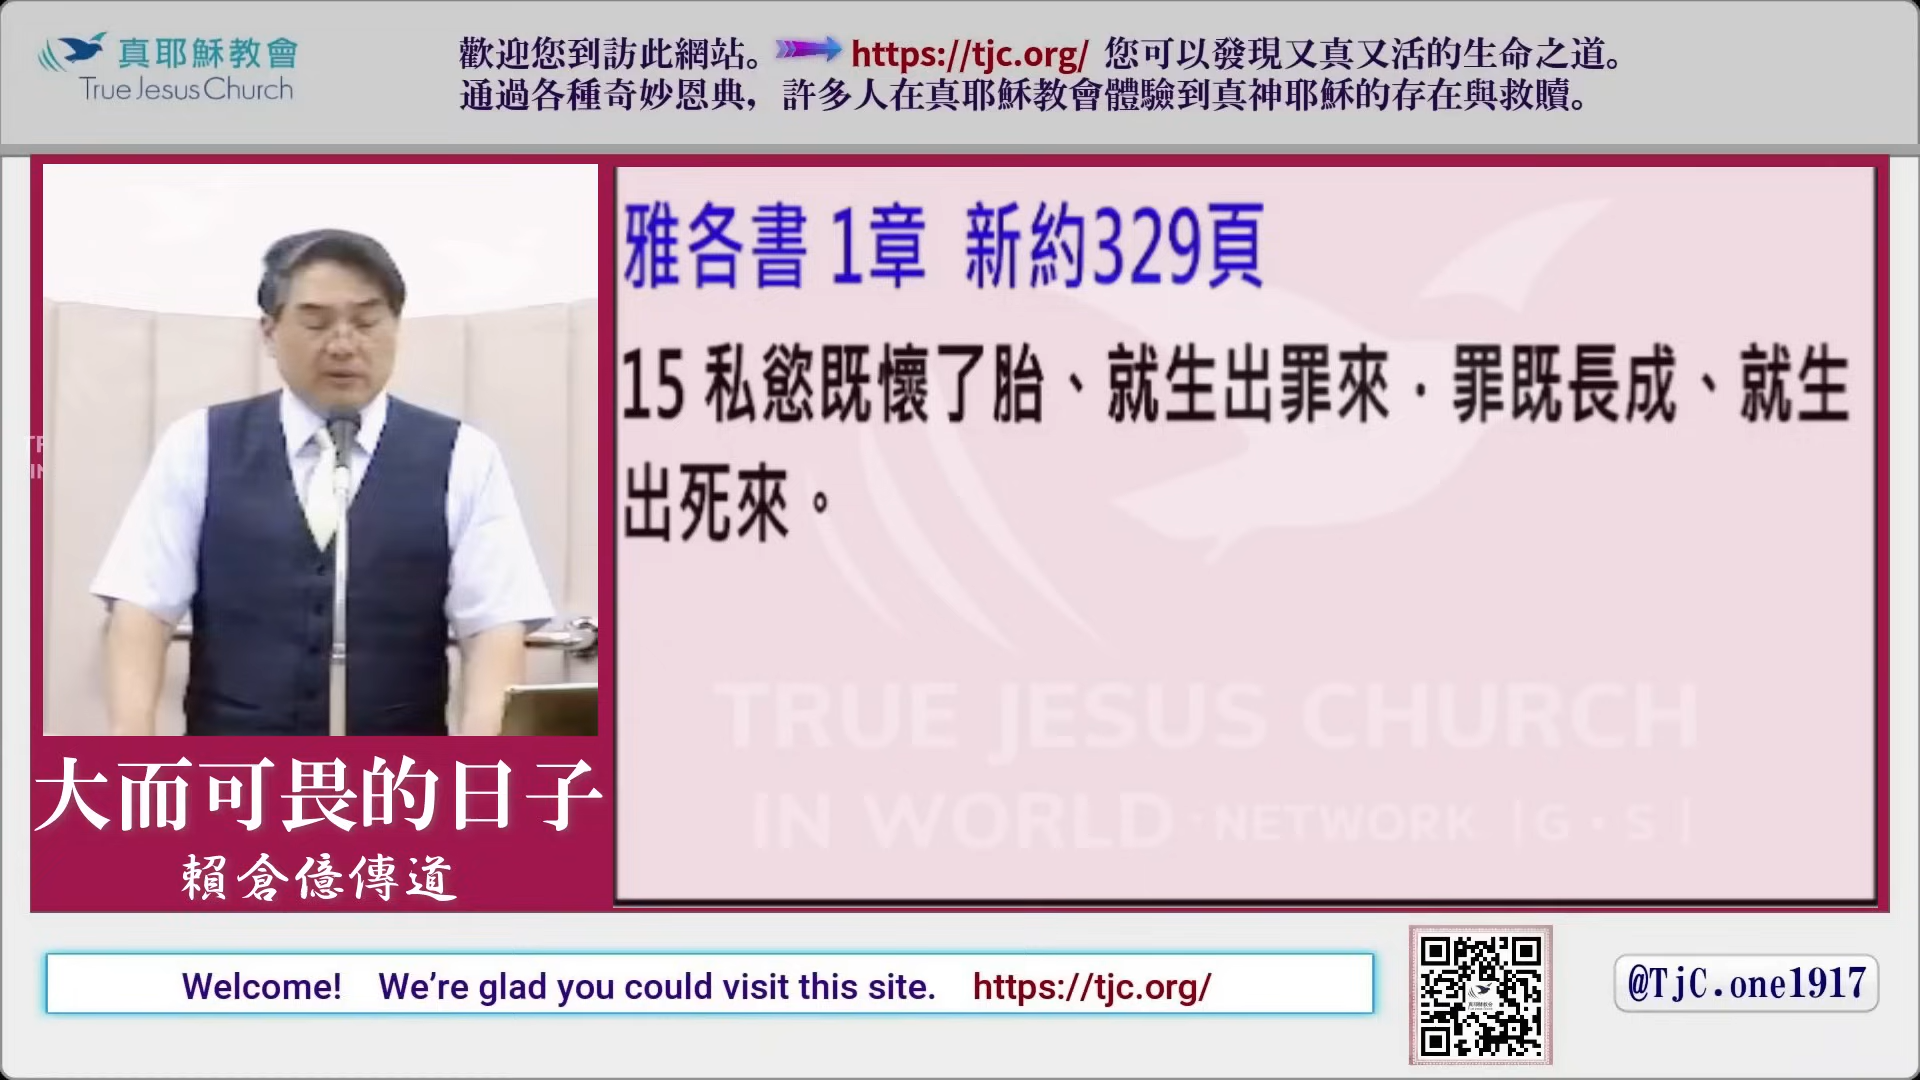 真耶穌教會
True Jesus Church
歡迎您到訪此網站。 https://tjc.org/ 您可以發現又真又活的生命之道。
通過各種奇妙恩典，許多人在真耶穌教會體驗到真神耶穌的存在與救贖。
雅各書 1章 新約329頁
15 私慾既懷了胎、就生出罪來．罪既長成、就生
出死來。
TRUE JESUS CHURCH
IN WORLD · NETWORK |G·S|
大而可畏的日子
賴倉億傳道
Welcome! We’re glad you could visit this site. https://tjc.org/
@TjC.one1917